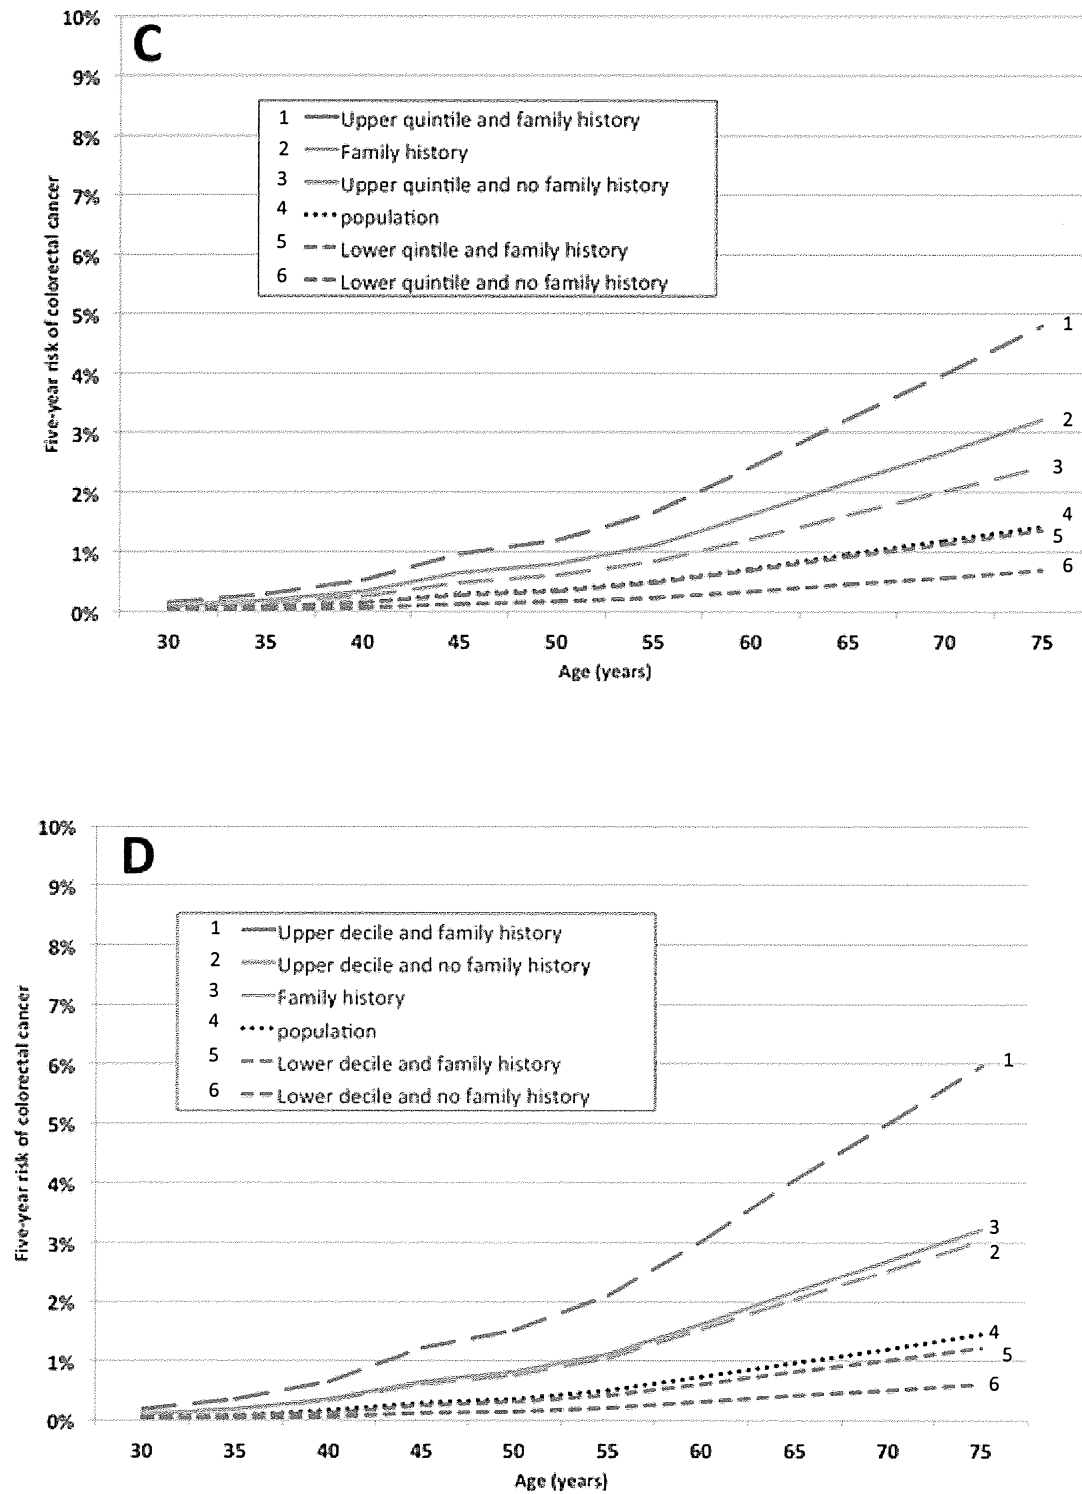 C
10%
9%
8%
7%
6%
5%
4%
3%
2%
1%
0%
Five-year risk of colorectal cancer
1 Upper quintile and family history
2 Family history
3 Upper quintile and no family history
4 population
5 Lower qintile and family history
6 Lower quintile and no family history
1
2
3
4
5
6
30 35 40 45 50 55 60 65 70 75
Age (years)
D
10%
9%
8%
7%
6%
5%
4%
3%
2%
1%
0%
Five-year risk of colorectal cancer
1 Upper decile and family history
2 Upper decile and no family history
3 Family history
4 population
5 Lower decile and family history
6 Lower decile and no family history
1
3
2
4
5
6
30 35 40 45 50 55 60 65 70 75
Age (years)